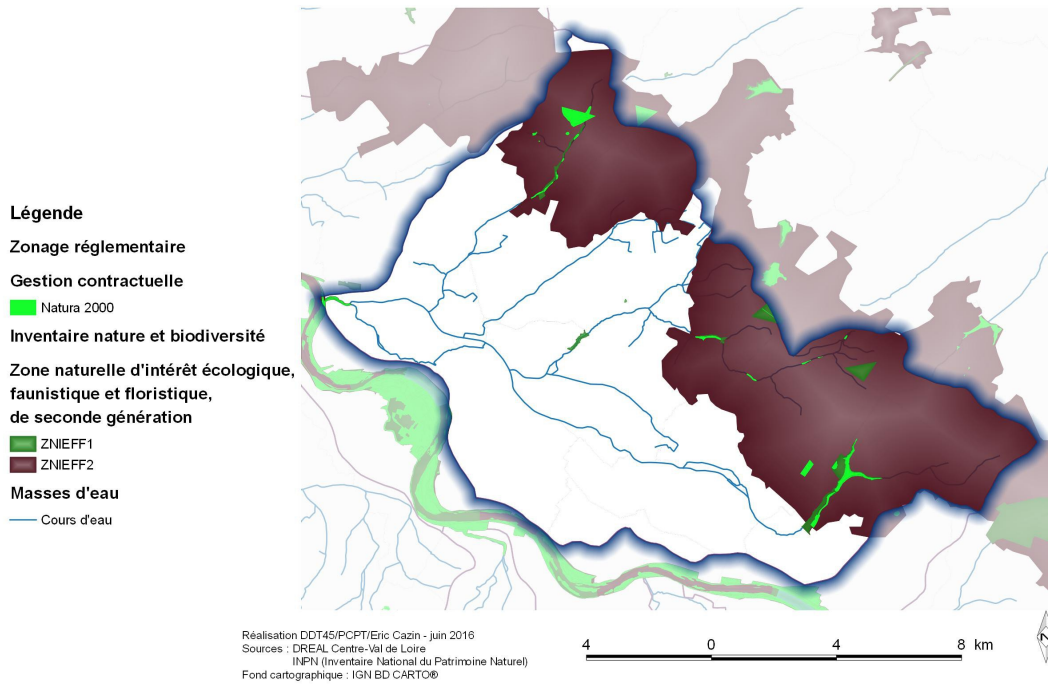 Légende
Zonage réglementaire
Gestion contractuelle
Natura 2000
Inventaire nature et biodiversité
Zone naturelle d'intérêt écologique,
faunistique et floristique,
de seconde génération
ZNIEFF1
ZNIEFF2
Masses d'eau
Cours d'eau
Réalisation DDT45/PCPT/Eric Cazin - juin 2016
Sources : DREAL Centre-Val de Loire
INPN (Inventaire National du Patrimoine Naturel)
Fond cartographique : IGN BD CARTO®
4 0 4 8 km
N